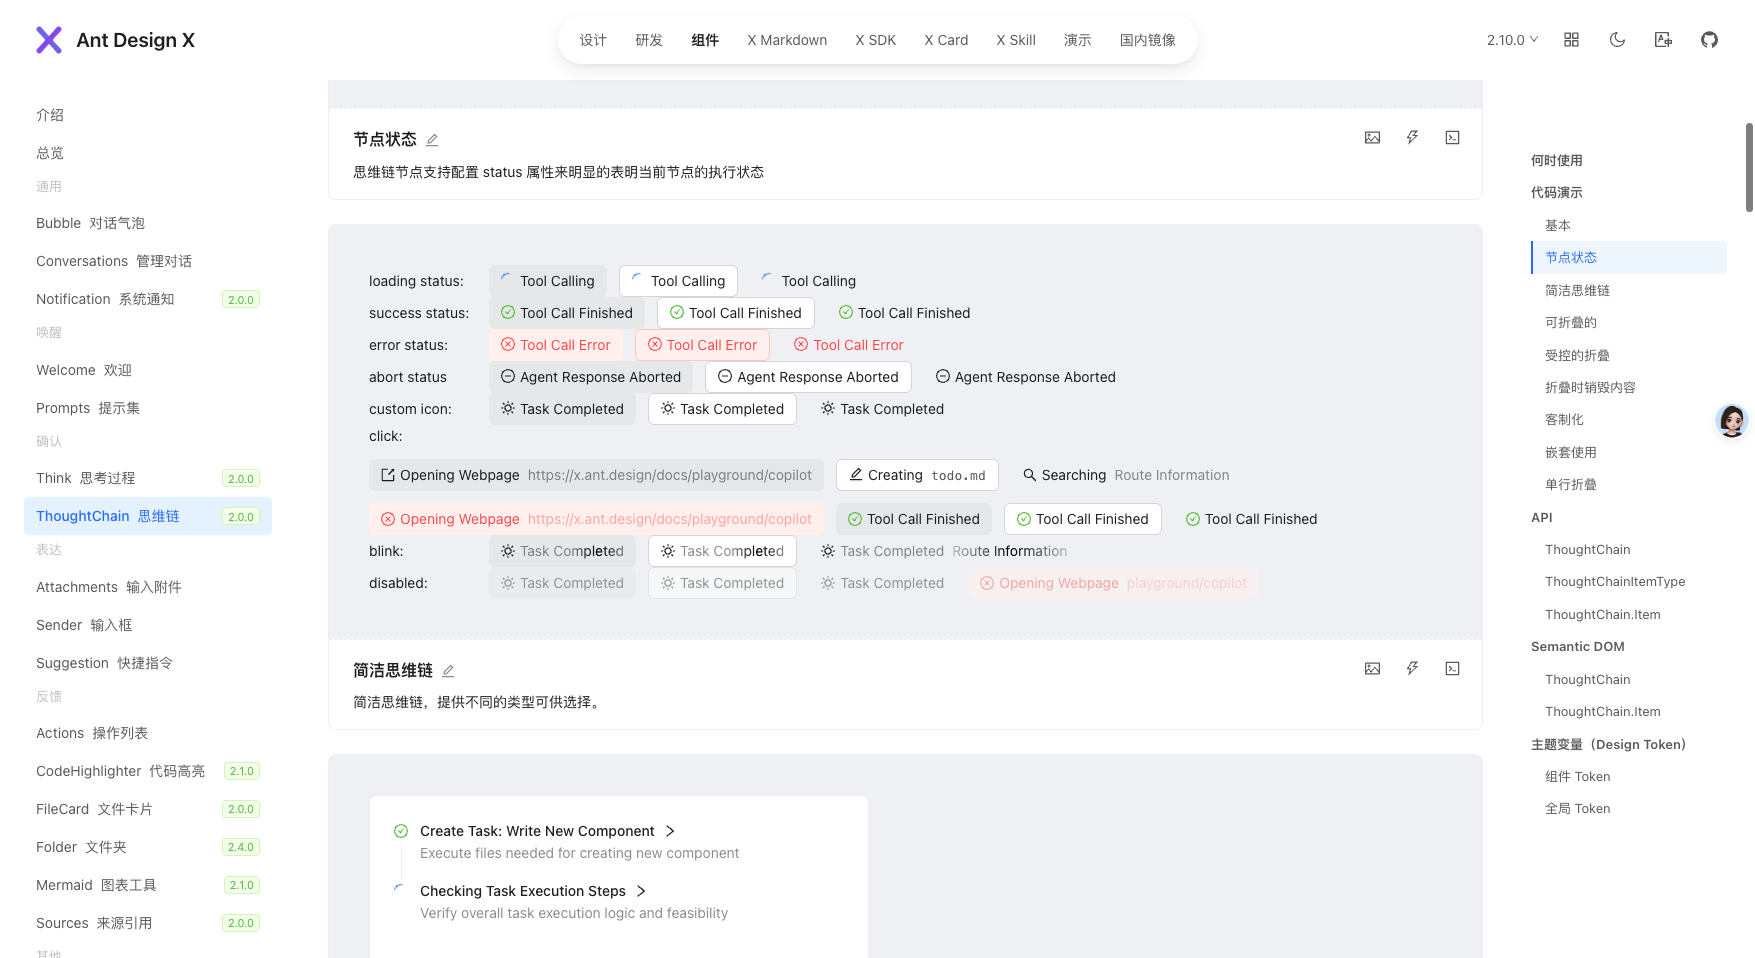 Ant Design X
设计 研发 组件 X Markdown X SDK X Card X Skill 演示 国内镜像
2.10.0
介绍
总览
通用
Bubble 对话气泡
Conversations 管理对话
Notification 系统通知 2.0.0
唤醒
Welcome 欢迎
Prompts 提示集
确认
Think 思考过程 2.0.0
ThoughtChain 思维链 2.0.0
表达
Attachments 输入附件
Sender 输入框
Suggestion 快捷指令
反馈
Actions 操作列表
CodeHighlighter 代码高亮 2.1.0
FileCard 文件卡片 2.0.0
Folder 文件夹 2.4.0
Mermaid 图表工具 2.1.0
Sources 来源引用 2.0.0
其他
节点状态
思维链节点支持配置 status 属性来明显的表明当前节点的执行状态
loading status: Tool Calling Tool Calling Tool Calling
success status: Tool Call Finished Tool Call Finished Tool Call Finished
error status: Tool Call Error Tool Call Error Tool Call Error
abort status Agent Response Aborted Agent Response Aborted Agent Response Aborted
custom icon: Task Completed Task Completed Task Completed
click:
Opening Webpage https://x.ant.design/docs/playground/copilot Creating todo.md Searching Route Information
Opening Webpage https://x.ant.design/docs/playground/copilot Tool Call Finished Tool Call Finished Tool Call Finished
blink: Task Completed Task Completed Task Completed Route Information
disabled: Task Completed Task Completed Task Completed Opening Webpage playground/copilot
简洁思维链
简洁思维链，提供不同的类型可供选择。
Create Task: Write New Component
Execute files needed for creating new component
Checking Task Execution Steps
Verify overall task execution logic and feasibility
何时使用
代码演示
基本
节点状态
简洁思维链
可折叠的
受控的折叠
折叠时销毁内容
客制化
嵌套使用
单行折叠
API
ThoughtChain
ThoughtChainItemType
ThoughtChain.Item
Semantic DOM
ThoughtChain
ThoughtChain.Item
主题变量（Design Token）
组件 Token
全局 Token